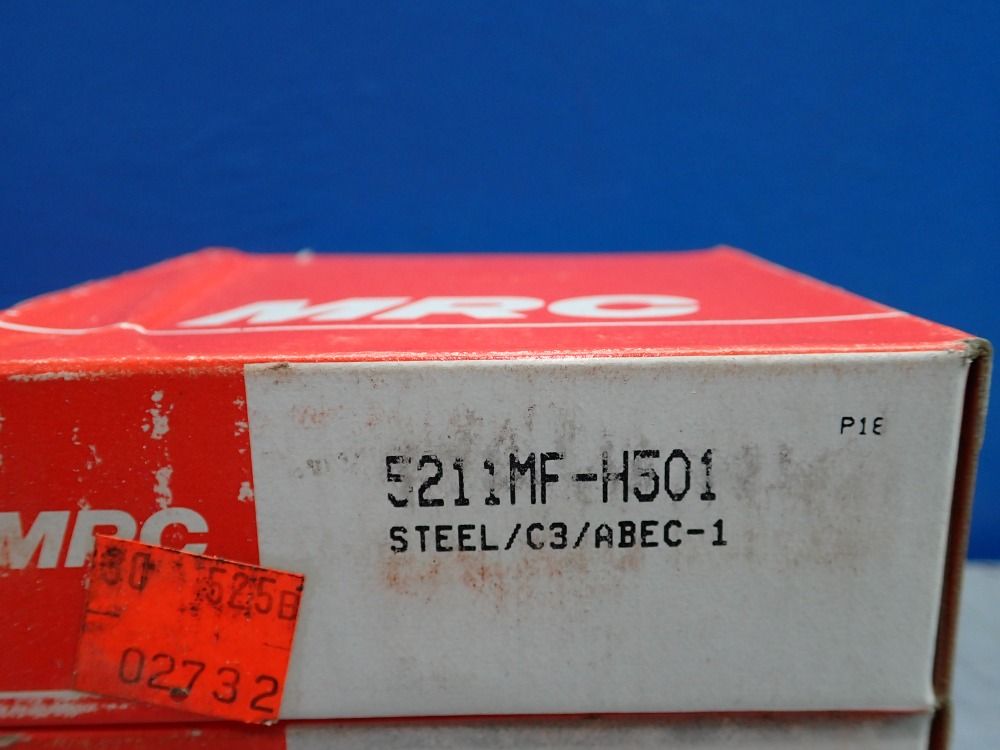 MRC
P18
5211MF-H501
STEEL/C3/ABEC-1
MRC
525B
02732